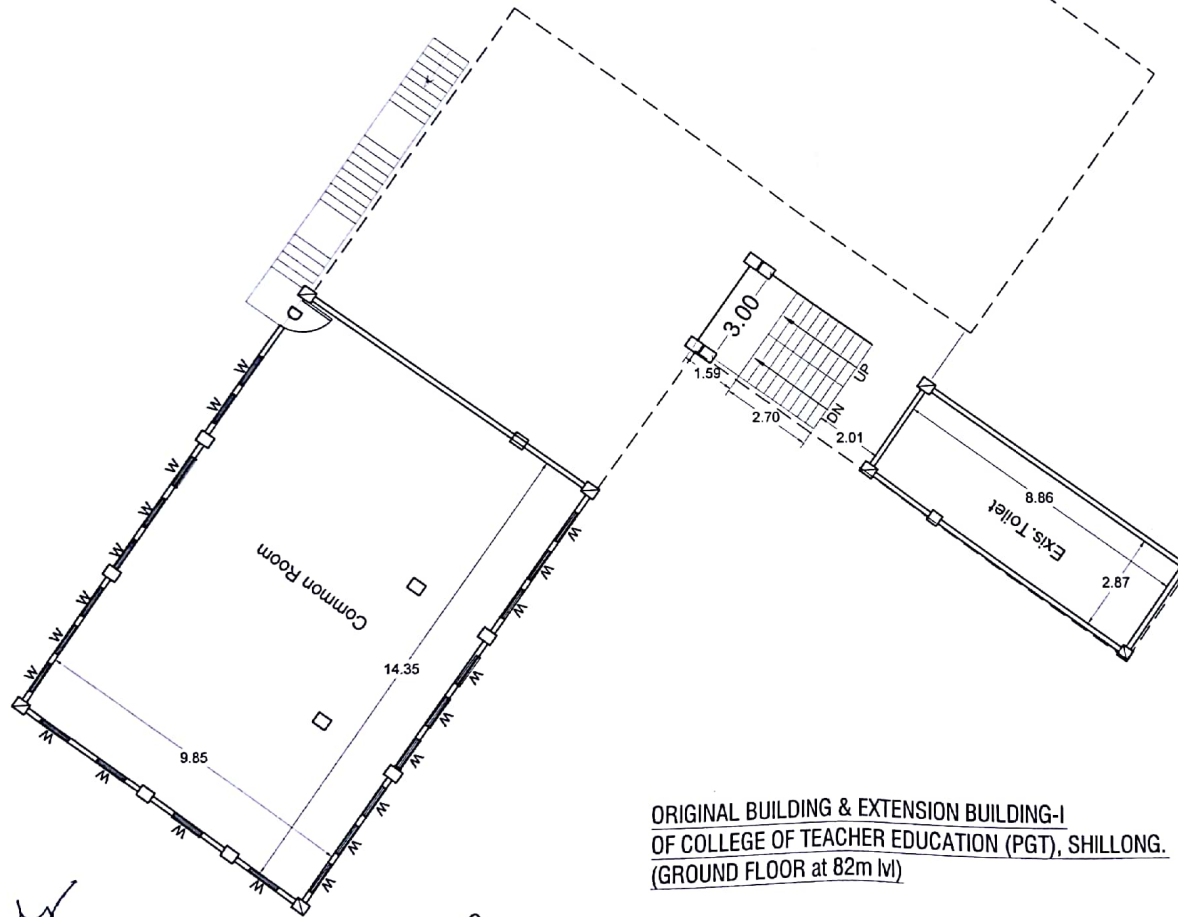 D
W
W
W
W
W
W
W
W
3.00
1.59
2.70
UP
DN
2.01
8.86
Exis.Toilet
2.87
Common Room
14.35
9.85
W
W
W
W
W
W
W
W
W
W
W
W
W
ORIGINAL BUILDING & EXTENSION BUILDING-I
OF COLLEGE OF TEACHER EDUCATION (PGT), SHILLONG.
(GROUND FLOOR at 82m lvl)